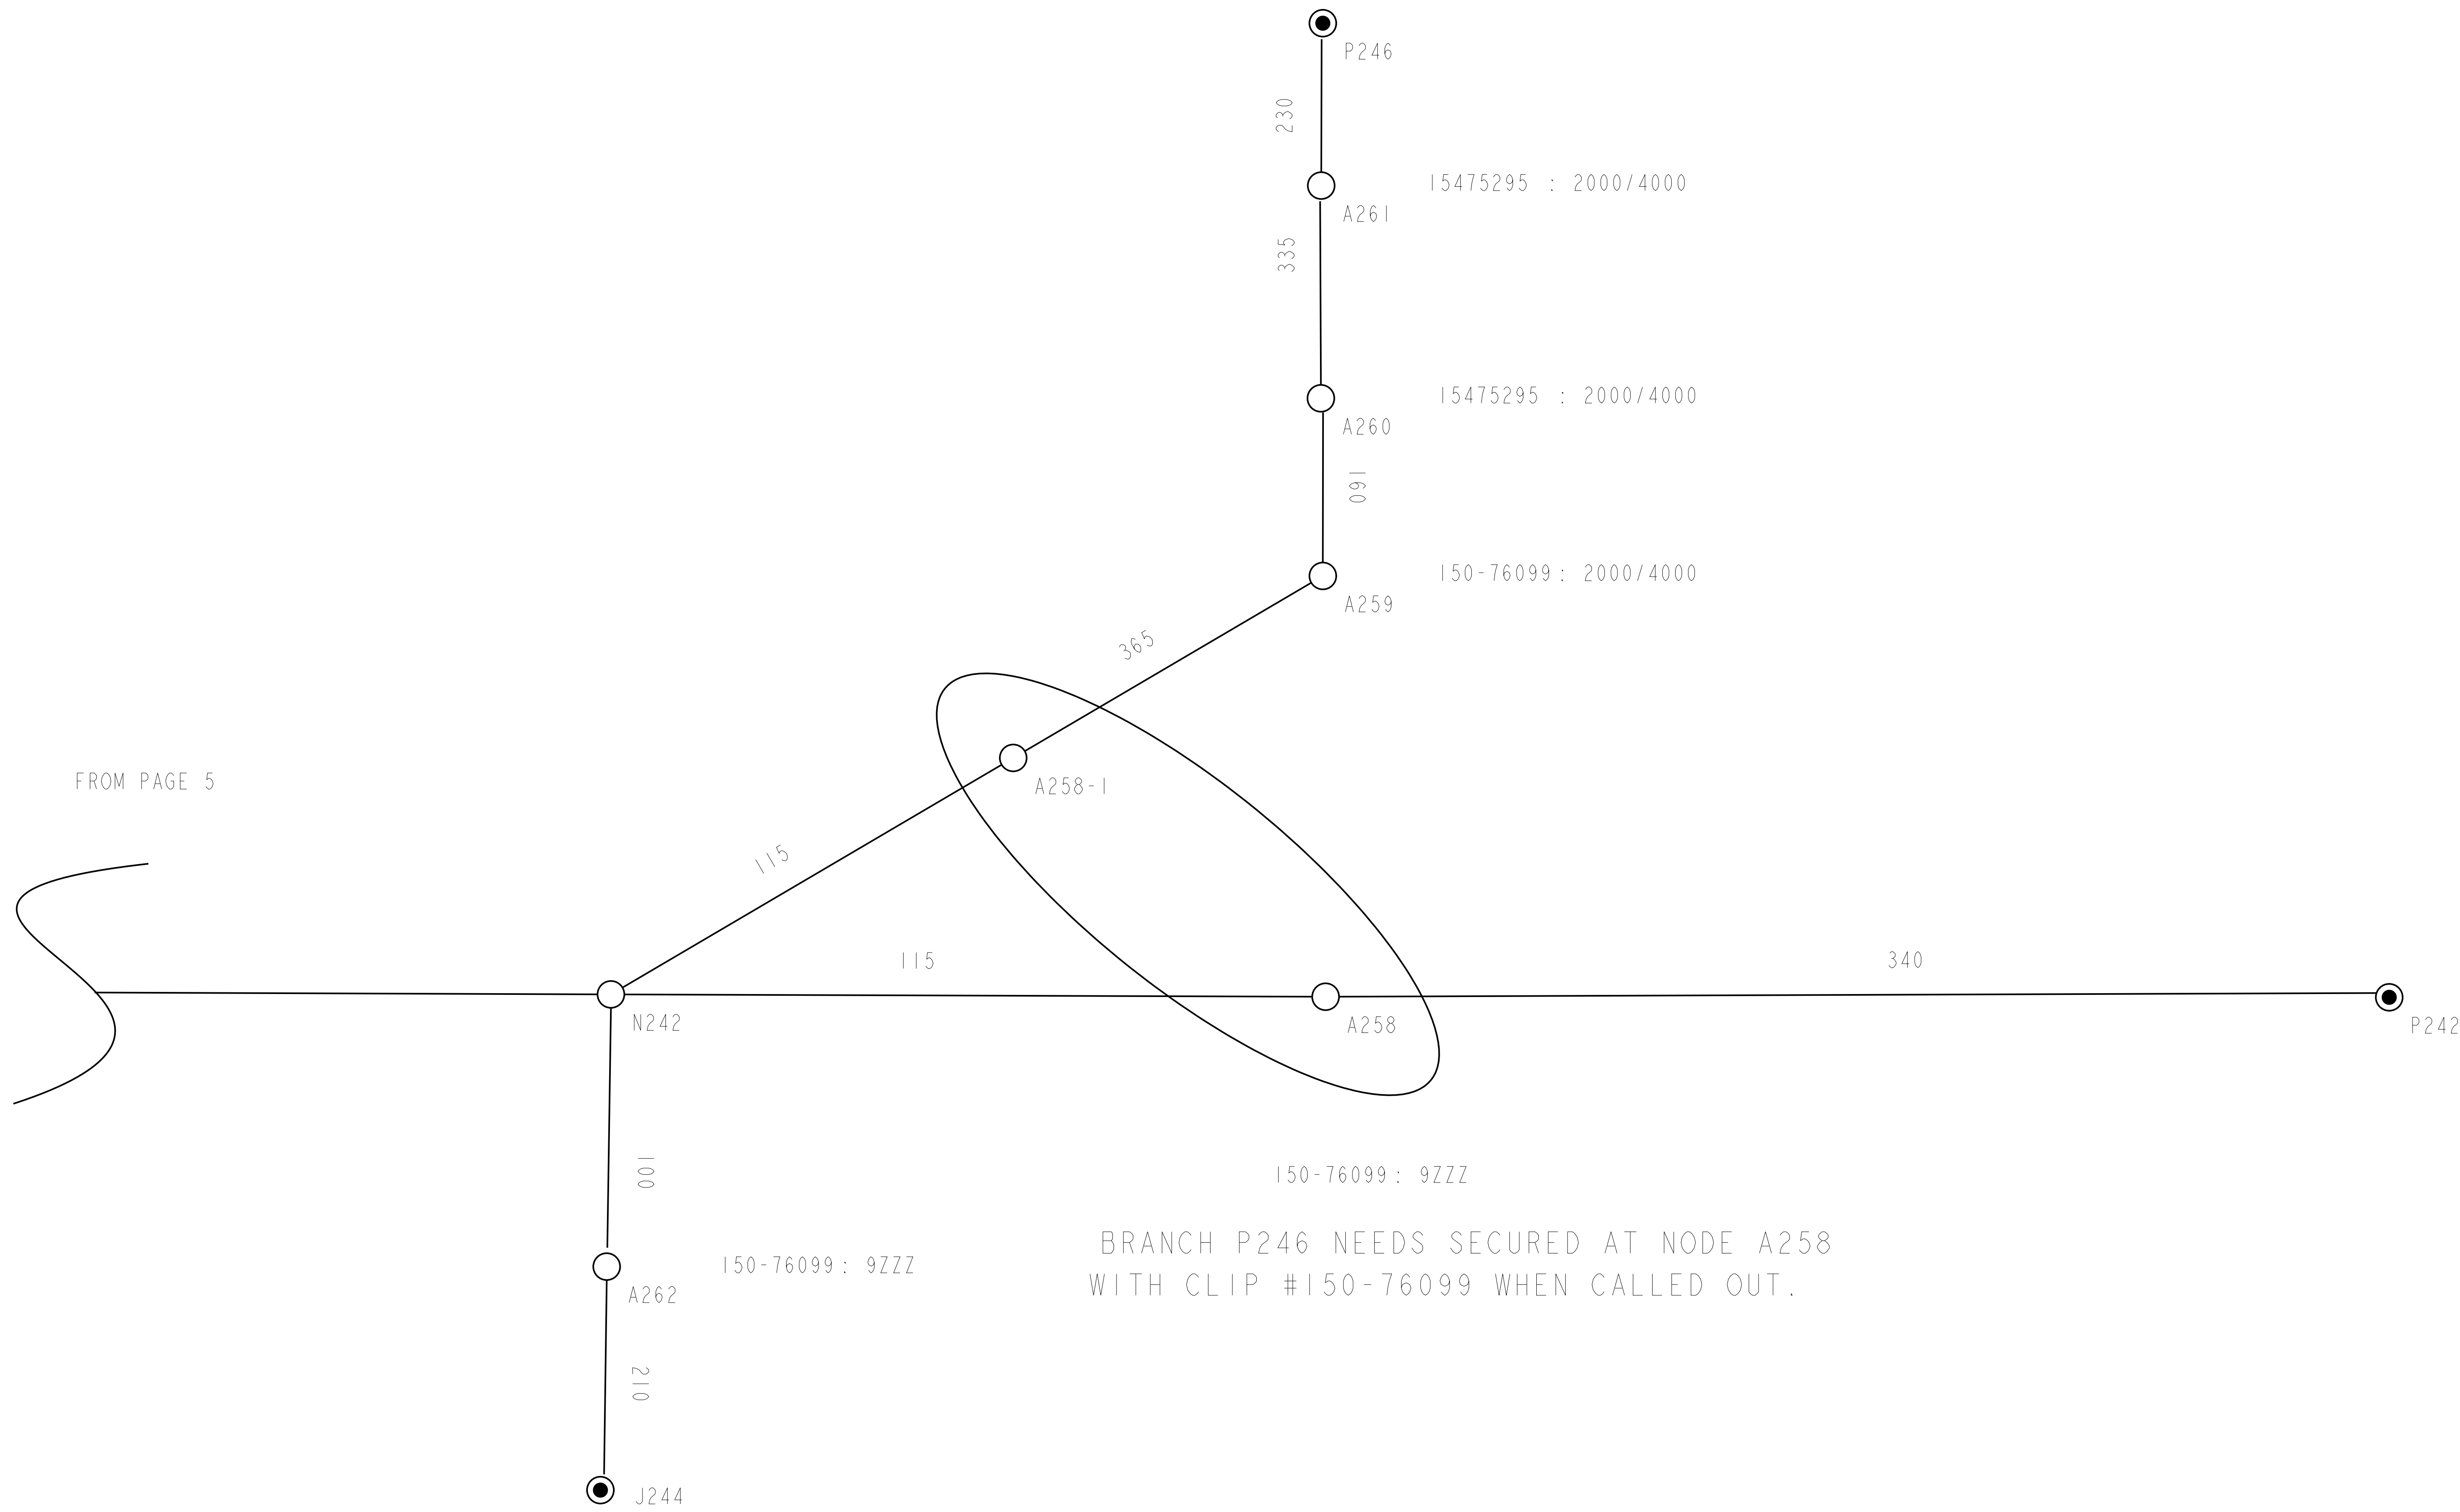 P246
230
15475295 : 2000/4000
A261
335
15475295 : 2000/4000
A260
160
150-76099: 2000/4000
A259
365
FROM PAGE 5
A258-1
115
115
340
N242
A258
P242
100
150-76099: 9ZZZ
BRANCH P246 NEEDS SECURED AT NODE A258
WITH CLIP #150-76099 WHEN CALLED OUT.
150-76099: 9ZZZ
A262
210
J244